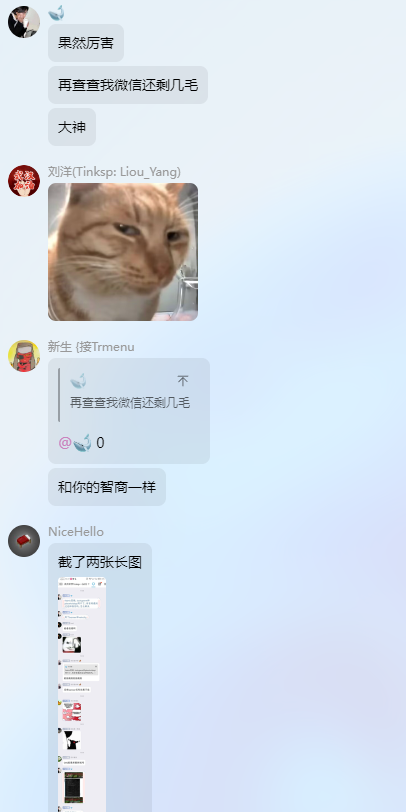 果然厉害
再查查我微信还剩几毛
大神
刘洋(Tinksp: Liou_Yang)
新生 {接Trmenu
再查查我微信还剩几毛
@ 0
和你的智商一样
NiceHello
截了两张长图